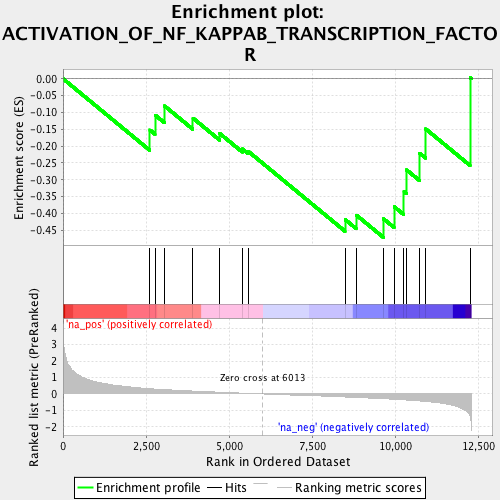 Enrichment plot:
ACTIVATION_OF_NF_KAPPAB_TRANSCRIPTION_FACTO
R
Enrichment score (ES)
0.00
-0.05
-0.10
-0.15
-0.20
-0.25
-0.30
-0.35
-0.40
-0.45
'na_pos' (positively correlated)
Ranked list metric (PreRanked)
4
3
2
1
0
-1
-2
Zero cross at 6013
'na_neg' (negatively correlated)
0
2,500
5,000
7,500
10,000
12,500
Rank in Ordered Dataset
Enrichment profile
Hits
Ranking metric scores